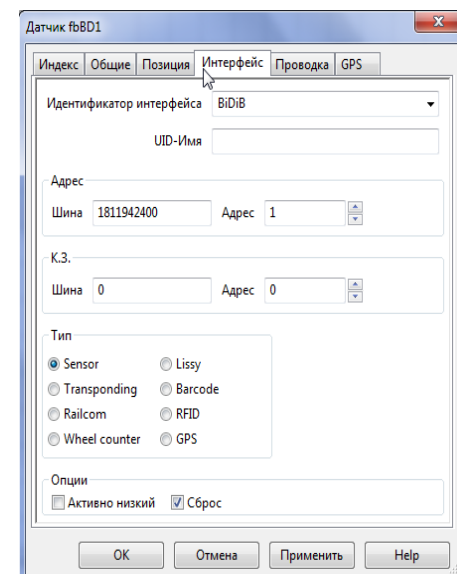 Датчик fbBD1
Индекс Общие Позиция Интерфейс Проводка GPS
Идентификатор интерфейса BiDiB
UID-Имя
Адрес
Шина 1811942400 Адрес 1
К.З.
Шина 0 Адрес 0
Тип
Sensor Lissy
Transponding Barcode
Railcom RFID
Wheel counter GPS
Опции
Активно низкий Сброс
OK Отмена Применить Help